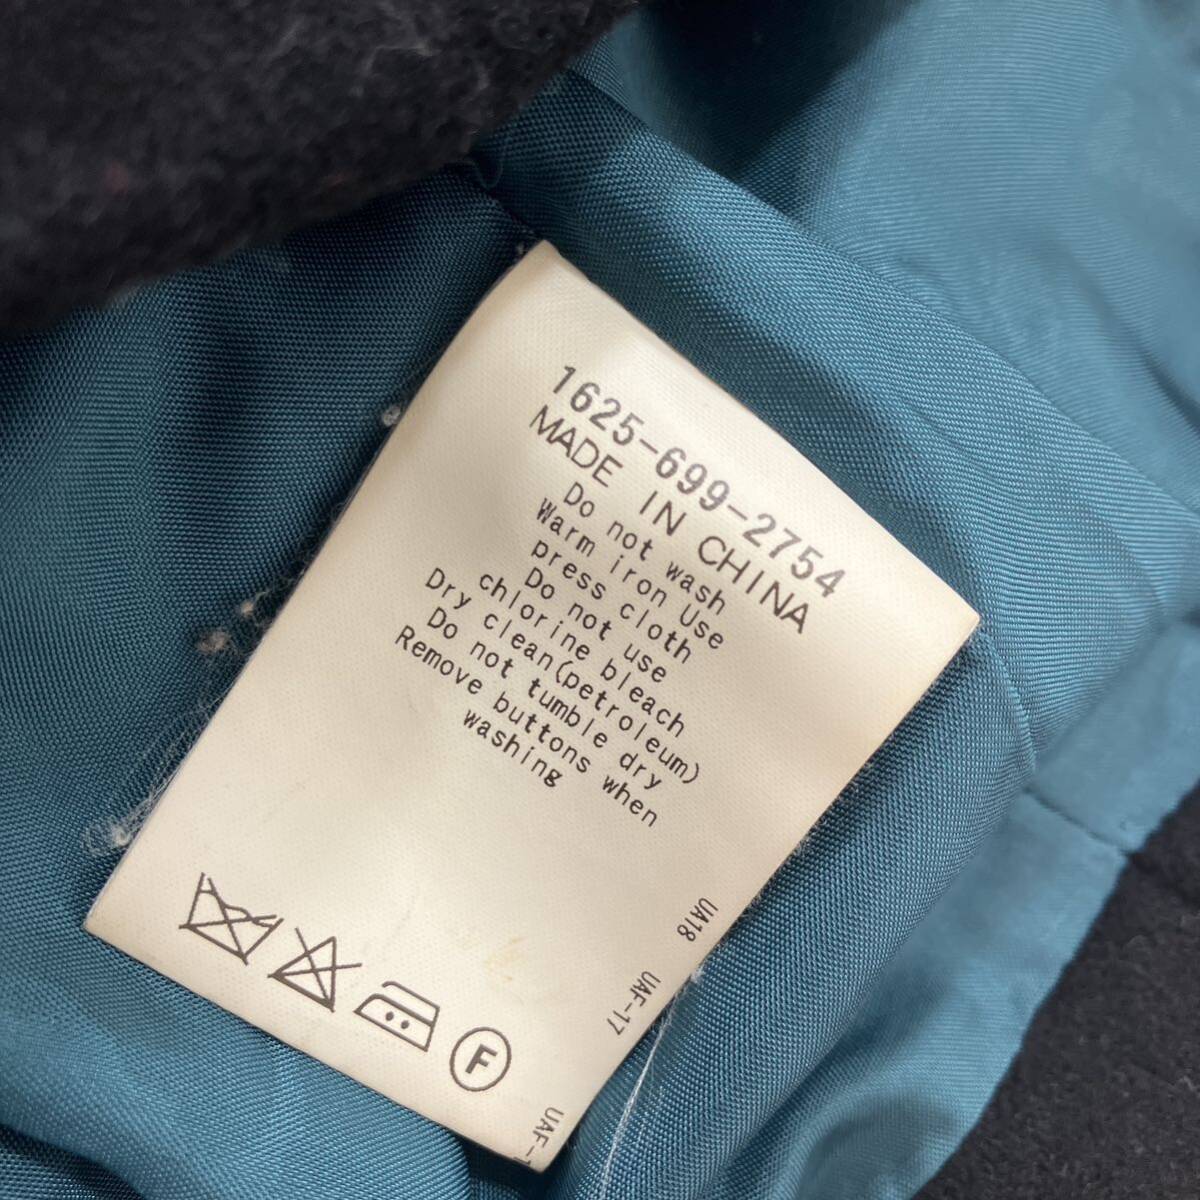 1625-699-2754
MADE IN CHINA
Do not wash
Warm iron Use
press cloth
Do not use
chlorine bleach
Dry clean(petroleum)
Do not tumble dry
Remove buttons when
washing
UA18
UAF-17
F